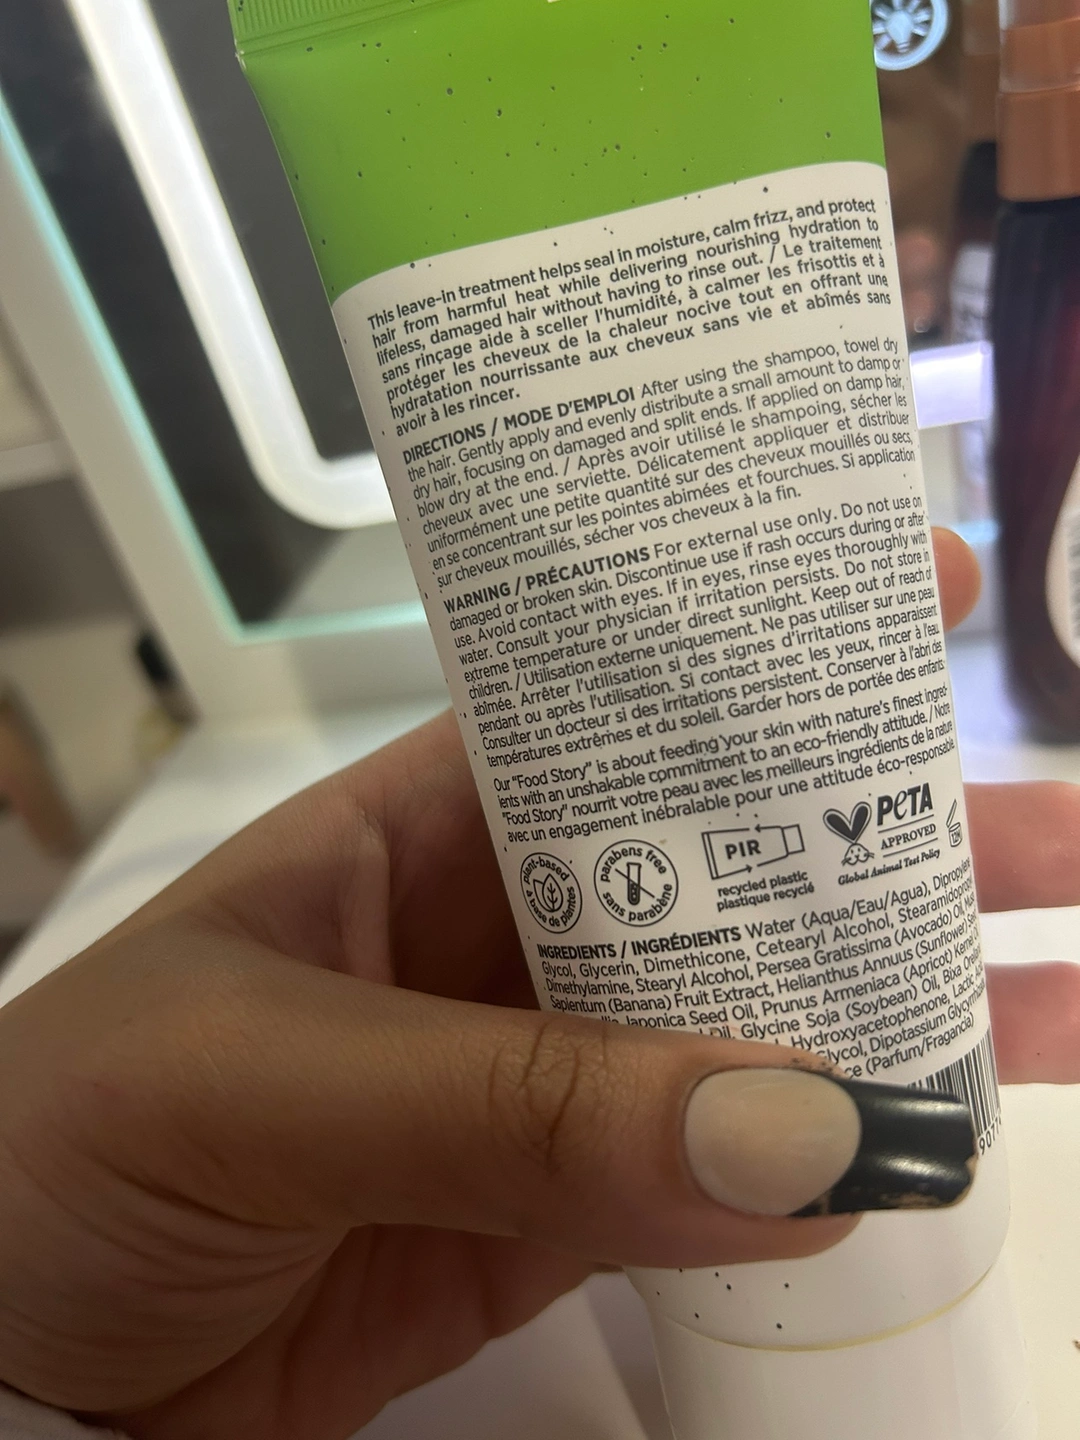 This leave-in treatment helps seal in moisture, calm frizz, and protect
hair from harmful heat while delivering nourishing hydration to
lifeless, damaged hair without having to rinse out. / Le traitement
sans rinçage aide à sceller l'humidité, à calmer les frisottis et à
protéger les cheveux de la chaleur nocive tout en offrant une
hydratation nourrissante aux cheveux sans vie et abîmés sans
avoir à les rincer.
DIRECTIONS / MODE D'EMPLOI After using the shampoo, towel dry
the hair. Gently apply and evenly distribute a small amount to damp or
dry hair, focusing on damaged and split ends. If applied on damp hair,
blow dry at the end. / Après avoir utilisé le shampoing, sécher les
cheveux avec une serviette. Délicatement appliquer et distribuer
uniformément une petite quantité sur des cheveux mouillés ou secs,
en se concentrant sur les pointes abimées et fourchues. Si application
sur cheveux mouillés, sécher vos cheveux à la fin.
WARNING / PRÉCAUTIONS For external use only. Do not use on
damaged or broken skin. Discontinue use if rash occurs during or after
use. Avoid contact with eyes. If in eyes, rinse eyes thoroughly with
water. Consult your physician if irritation persists. Do not store in
extreme temperature or under direct sunlight. Keep out of reach of
children. / Utilisation externe uniquement. Ne pas utiliser sur une peau
abîmée. Arrêter l'utilisation si des signes d'irritations apparaissent
pendant ou après l'utilisation. Si contact avec les yeux, rincer à l'eau.
Consulter un docteur si des irritations persistent. Conserver à l'abri des
températures extrêmes et du soleil. Garder hors de portée des enfants.
Our "Food Story" is about feeding your skin with nature's finest ingred-
ients with an unshakable commitment to an eco-friendly attitude. / Notre
"Food Story" nourrit votre peau avec les meilleurs ingrédients de la nature
avec un engagement inébralable pour une attitude éco-responsable
plant-based
à base de plantes
parabens free
sans parabène
PIR
recycled plastic
plastique recyclé
PETA
APPROVED
Global Animal Test Policy
12M
INGREDIENTS / INGRÉDIENTS Water (Aqua/Eau/Agua),
Glycol, Glycerin, Dimethicone, Cetearyl Alcohol,
Dimethylamine, Stearyl Alcohol, Persea Gratissima (Avocado) Oil,
Sapientum (Banana) Fruit Extract, Helianthus Annuus (Sunflower)
Japonica Seed Oil, Prunus Armeniaca (Apricot) Kernel
Oil, Glycine Soja (Soybean) Oil, Bixa
Hydroxyacetophenone, Lactic
Glycol, Dipotassium
(Parfum/Fragancia)